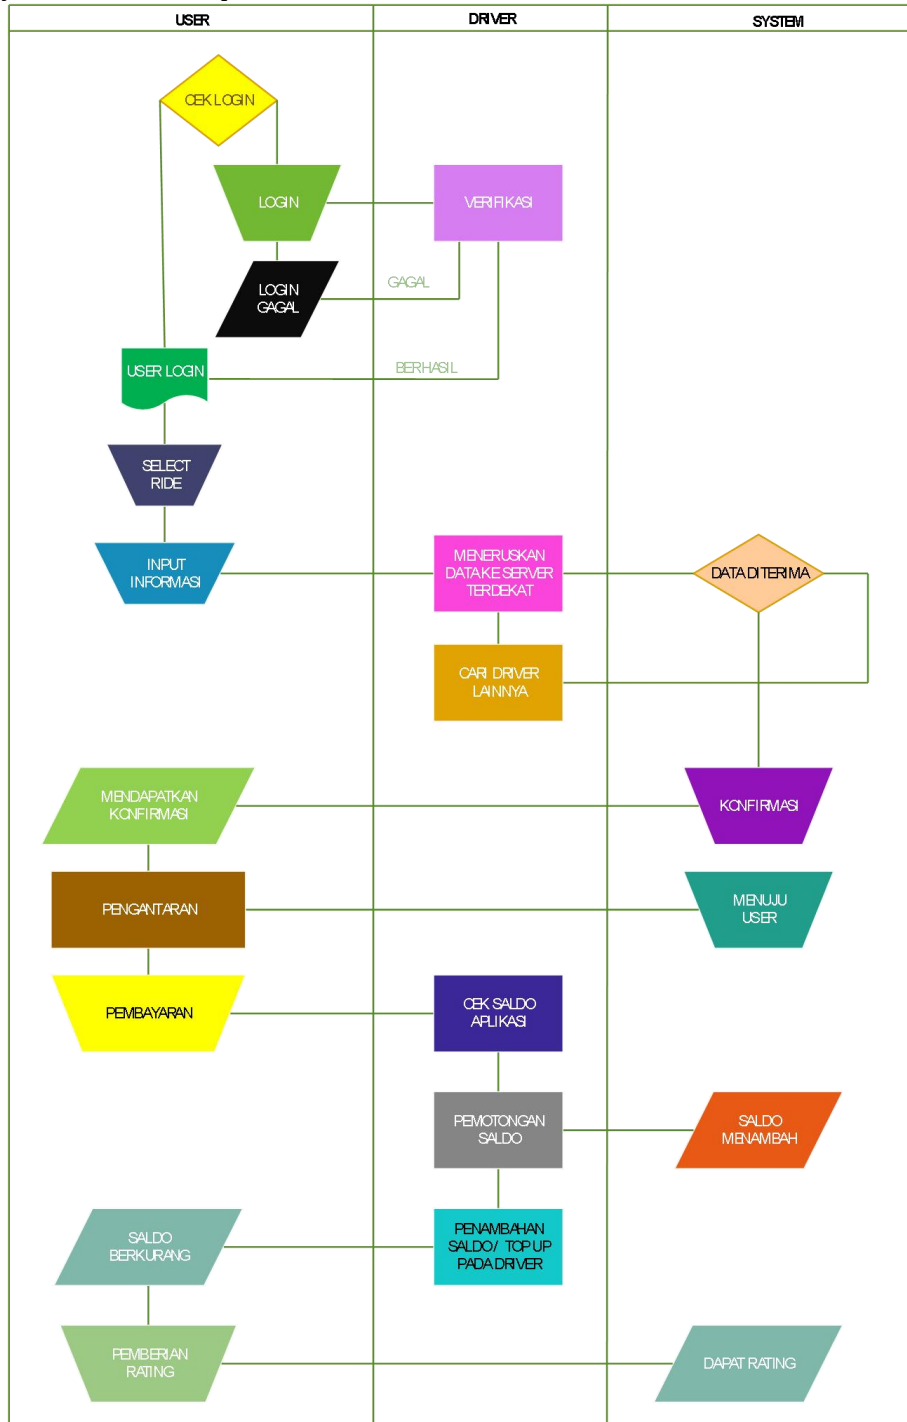 USER
DRIVER
SYSTEM
CEK LOGIN
LOGIN
VERIFIKASI
LOGIN
GAGAL
GAGAL
USER LOGIN
BERHASIL
SELECT
RIDE
INPUT
INFORMASI
MENERUSKAN
DATA KE SERVER
TERDEKAT
DATA DI TERIMA
CARI DRIVER
LAINNYA
MENDAPATKAN
KONFIRMASI
KONFIRMASI
PENGANTARAN
MENUJU
USER
PEMBAYARAN
CEK SALDO
APLIKASI
PEMOTONGAN
SALDO
SALDO
MENAMBAH
SALDO
BERKURANG
PENAMBAHAN
SALDO / TOP UP
PADA DRIVER
PEMBERIAN
RATING
DAPAT RATING